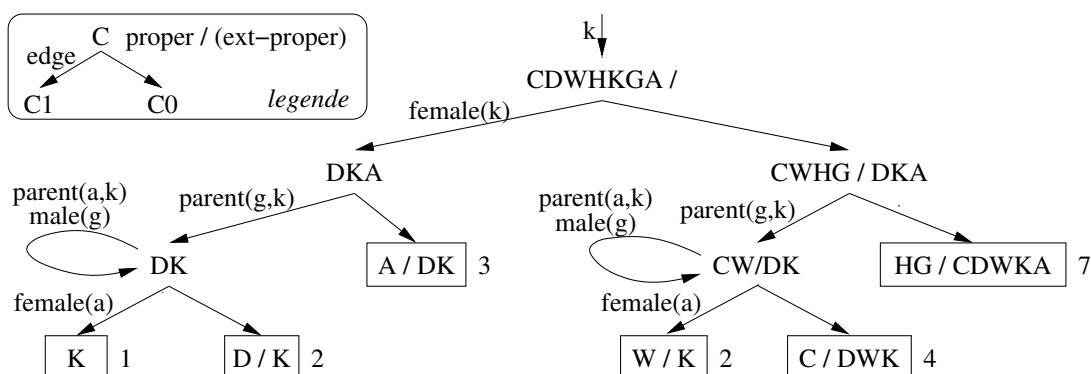 C proper / (ext−proper)
edge
C1 C0 legende
k
CDWHKGA /
female(k)
DKA CWHG / DKA
parent(a,k) parent(g,k) parent(a,k) parent(g,k)
male(g) male(g)
DK A / DK 3 CW/DK HG / CDWKA 7
female(a) female(a)
K 1 D / K 2 W / K 2 C / DWK 4